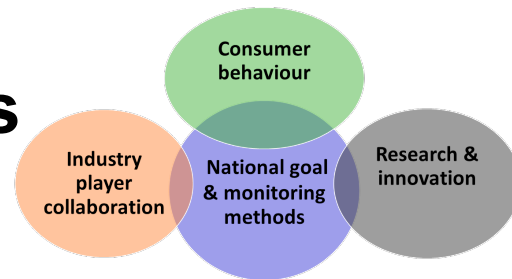 Consumer
behaviour
s
Industry
player
collaboration
National goal
& monitoring
methods
Research &
innovation